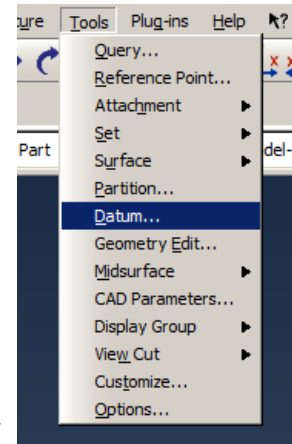 ure Tools Plug-ins Help ?
Query...
Reference Point...
Attachment
Set
Part Surface del-
Partition...
Datum...
Geometry Edit...
Midsurface
CAD Parameters...
Display Group
View Cut
Customize...
Options...